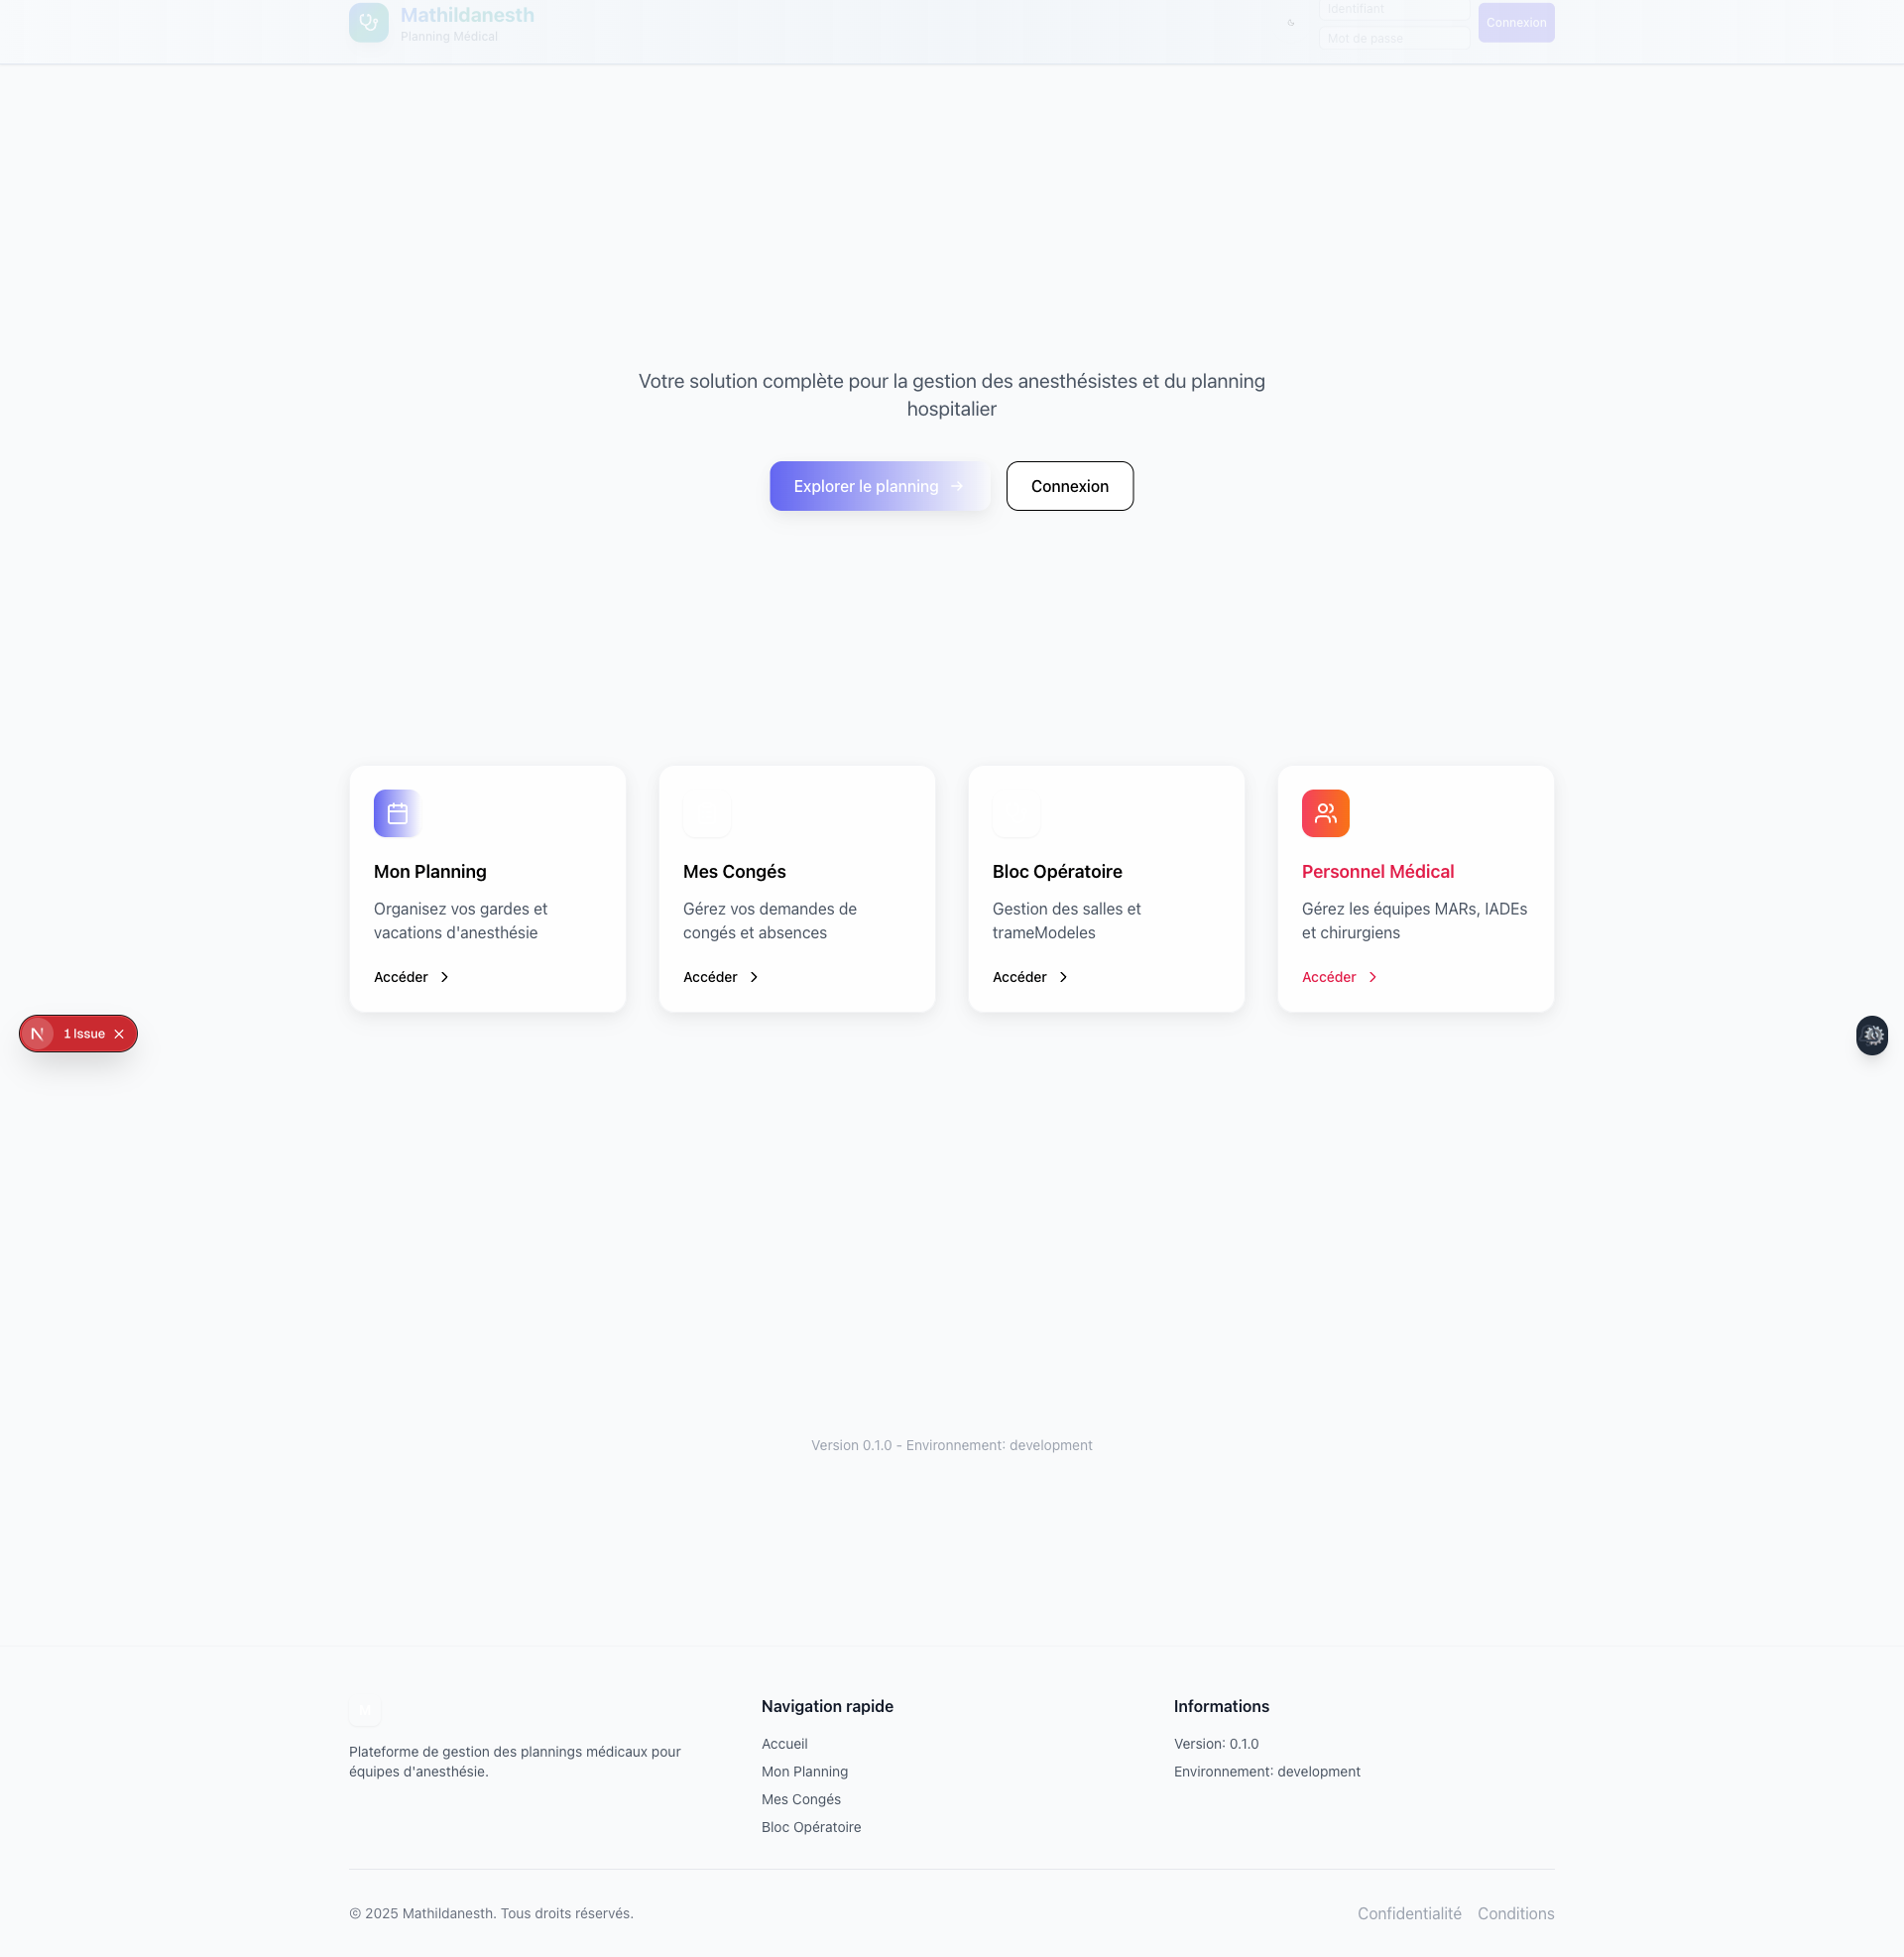 Mathildanesth
Planning Médical
Identifiant
Mot de passe
Connexion
Votre solution complète pour la gestion des anesthésistes et du planning
hospitalier
Explorer le planning
Connexion
Mon Planning
Organisez vos gardes et
vacations d'anesthésie
Accéder
Mes Congés
Gérez vos demandes de
congés et absences
Accéder
Bloc Opératoire
Gestion des salles et
trameModeles
Accéder
Personnel Médical
Gérez les équipes MARs, IADEs
et chirurgiens
Accéder
N
1 Issue
Version 0.1.0 - Environnement: development
M
Plateforme de gestion des plannings médicaux pour
équipes d'anesthésie.
Navigation rapide
Accueil
Mon Planning
Mes Congés
Bloc Opératoire
Informations
Version: 0.1.0
Environnement: development
© 2025 Mathildanesth. Tous droits réservés.
Confidentialité
Conditions